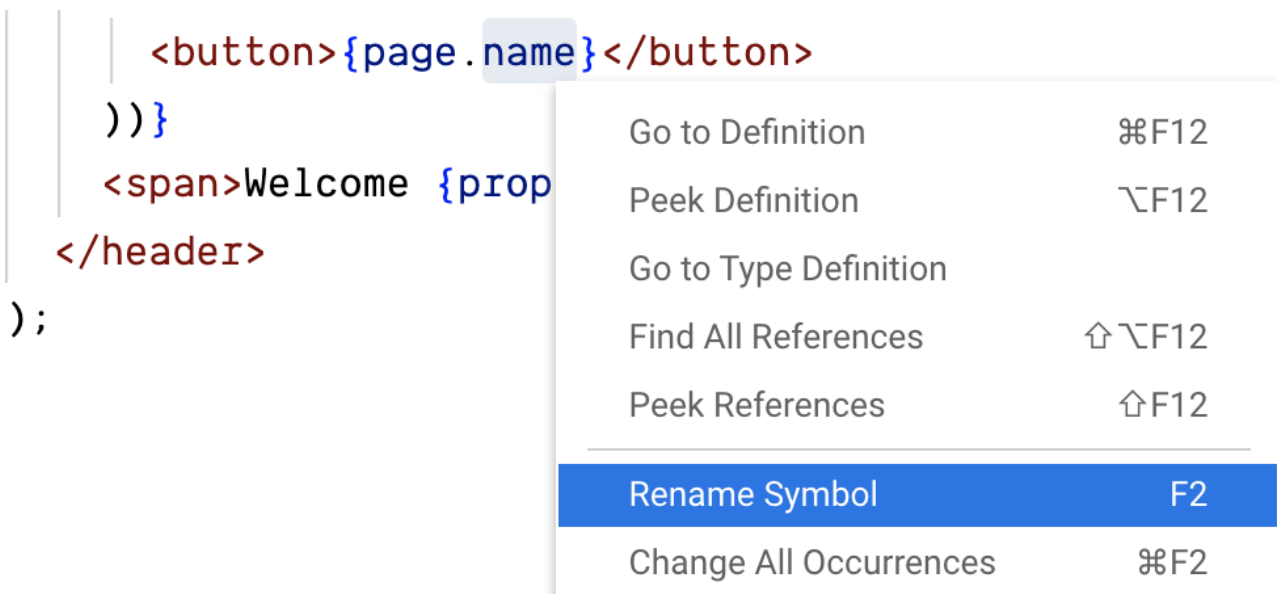 <button>{page.name}</button>
))}
<span>Welcome {prop
</header>
);
Go to Definition ⌘F12
Peek Definition ⌥F12
Go to Type Definition
Find All References ⇧⌥F12
Peek References ⇧F12
Rename Symbol F2
Change All Occurrences ⌘F2